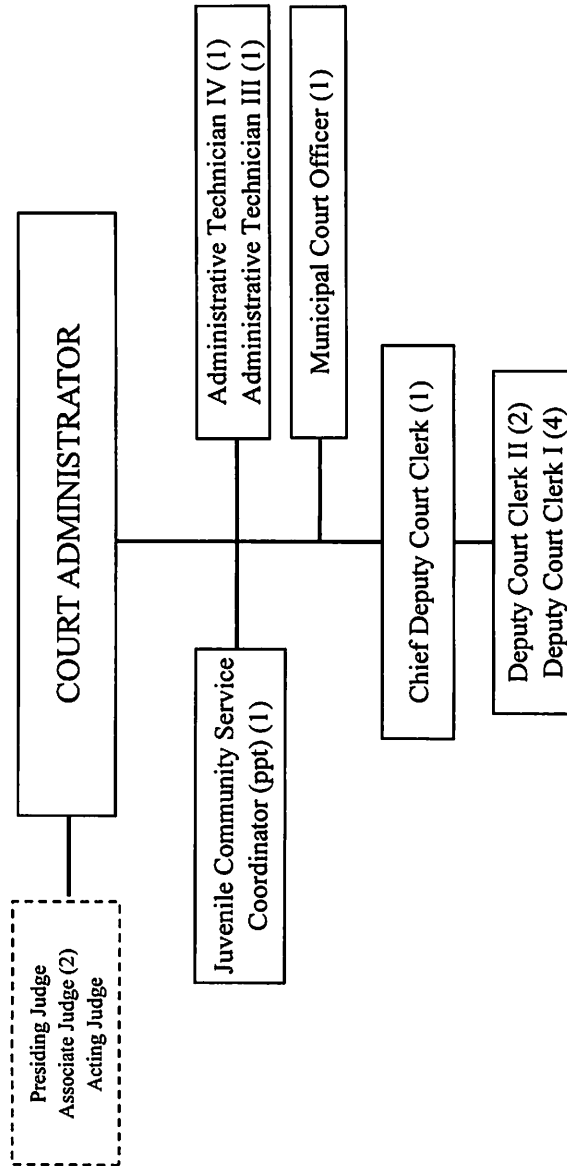 Presiding Judge
Associate Judge (2)
Acting Judge
COURT ADMINISTRATOR
Juvenile Community Service
Coordinator (ppt) (1)
Administrative Technician IV (1)
Administrative Technician III (1)
Municipal Court Officer (1)
Chief Deputy Court Clerk (1)
Deputy Court Clerk II (2)
Deputy Court Clerk I (4)